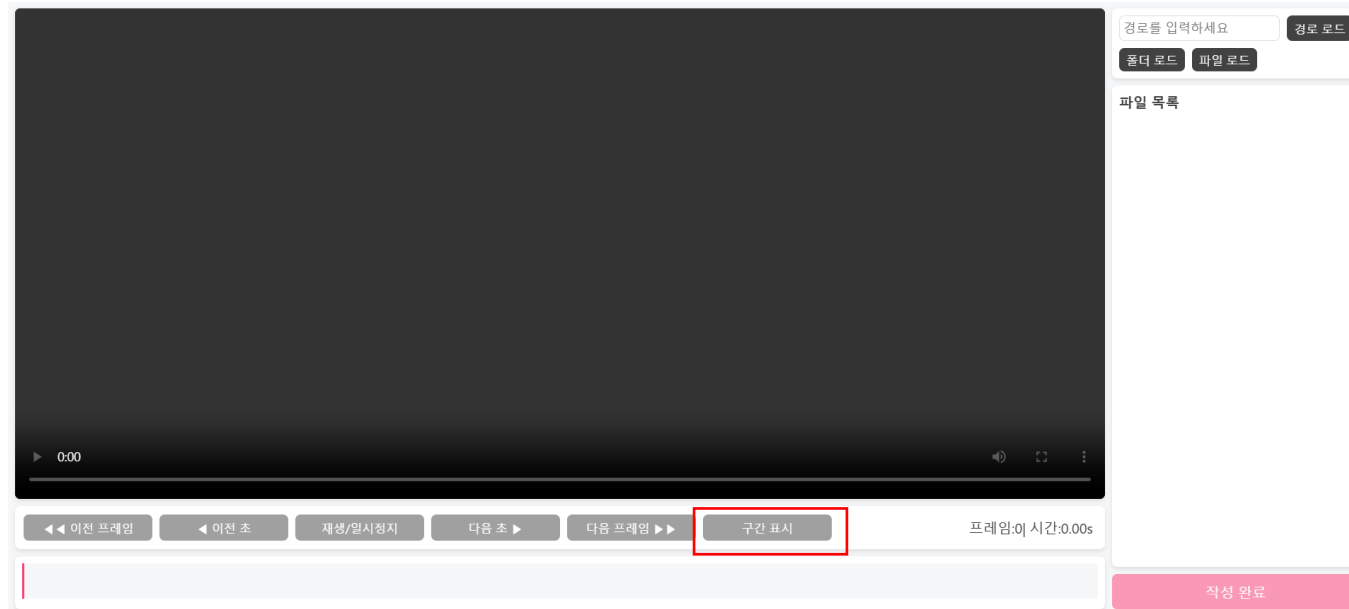 경로를 입력하세요 경로 로드
폴더 로드 파일 로드
파일 목록
0:00
◀◀ 이전 프레임 ◀ 이전 초 재생/일시정지 다음 초 ▶ 다음 프레임 ▶▶ 구간 표시 프레임:0| 시간:0.00s
작성 완료